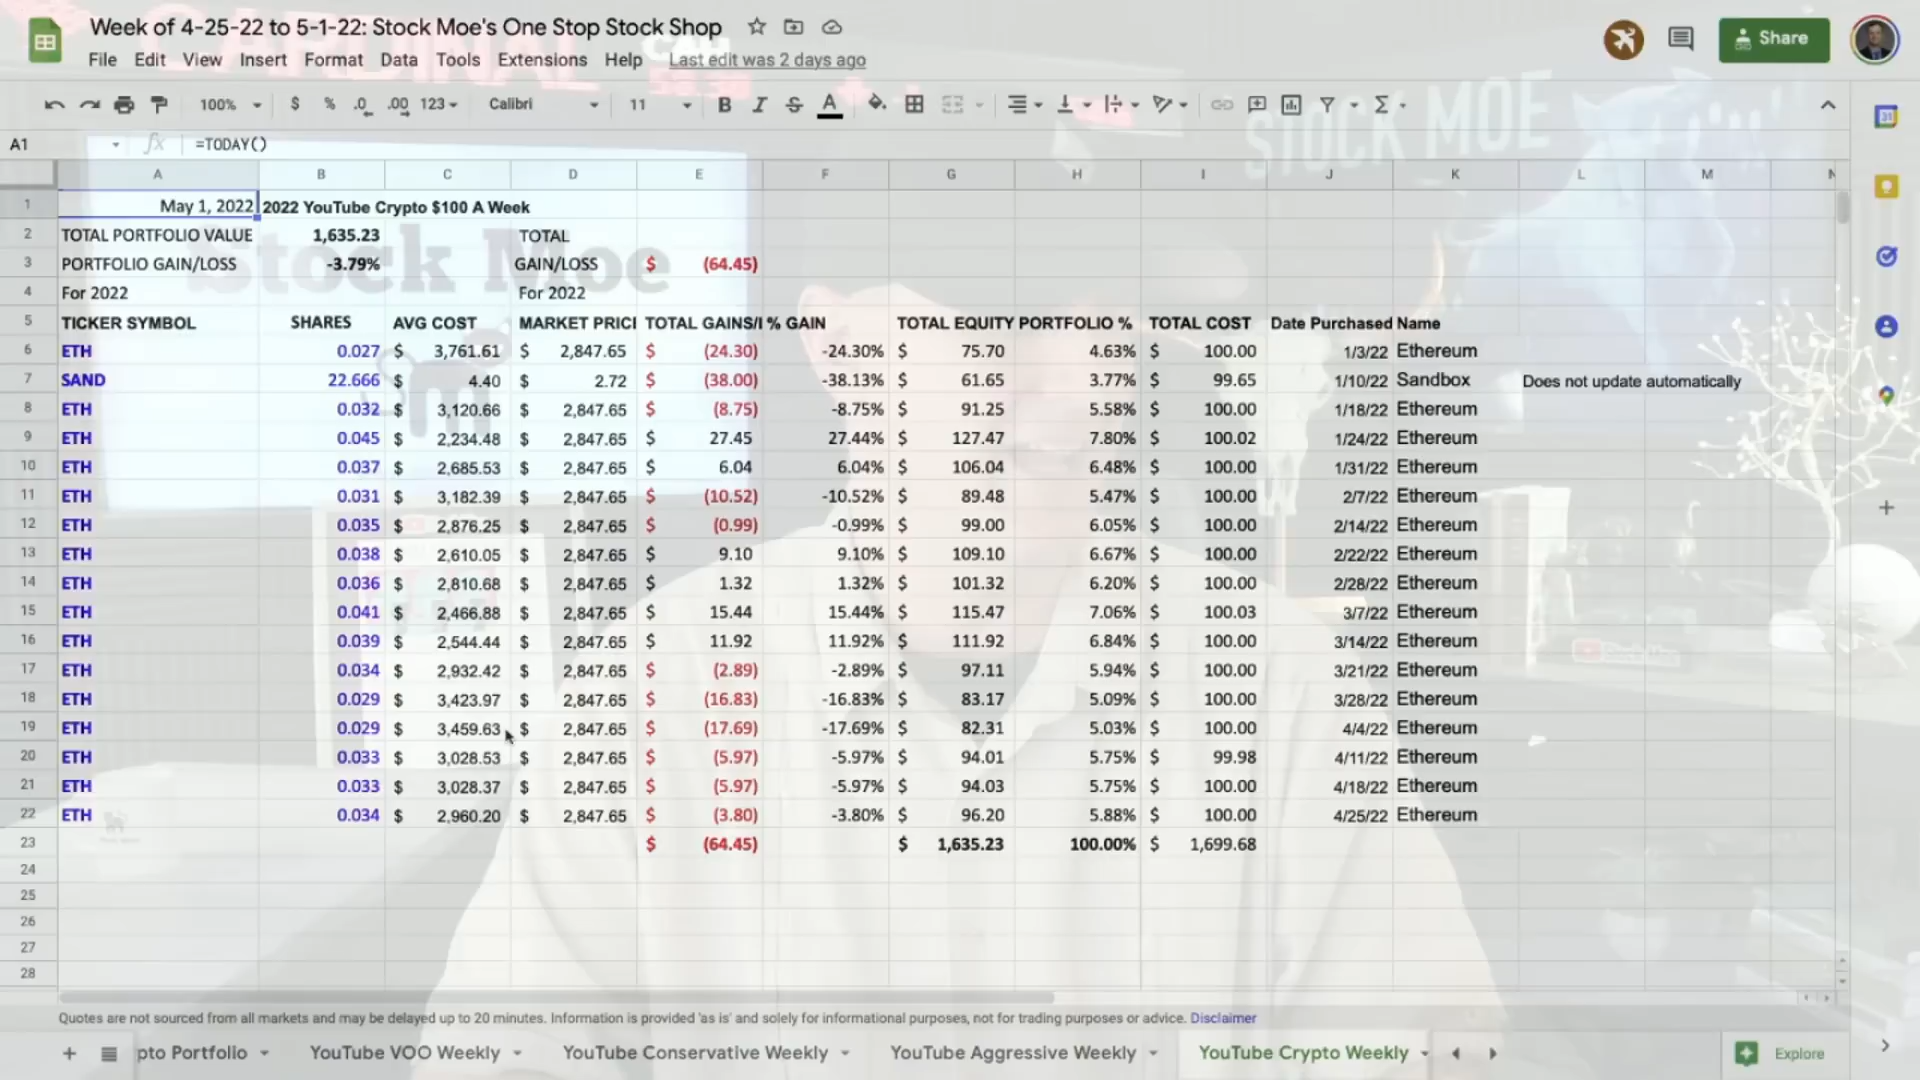 Week of 4-25-22 to 5-1-22: Stock Moe's One Stop Stock Shop
Share
File Edit View Insert Format Data Tools Extensions Help Last edit was 2 days ago
100% $ % .0 .00 123 Calibri 11 B I S A
STOCK MOE
A1 fx =TODAY()
A B C D E F G H I J K L M N
1 May 1, 2022 2022 YouTube Crypto $100 A Week
2 TOTAL PORTFOLIO VALUE 1,635.23 TOTAL
3 PORTFOLIO GAIN/LOSS -3.79% GAIN/LOSS $ (64.45)
Stock Moe
4 For 2022 For 2022
5 TICKER SYMBOL SHARES AVG COST MARKET PRICI TOTAL GAINS/I % GAIN TOTAL EQUITY PORTFOLIO % TOTAL COST Date Purchased Name
6 ETH 0.027 $ 3,761.61 $ 2,847.65 $ (24.30) -24.30% $ 75.70 4.63% $ 100.00 1/3/22 Ethereum
7 SAND 22.666 $ 4.40 $ 2.72 $ (38.00) -38.13% $ 61.65 3.77% $ 99.65 1/10/22 Sandbox Does not update automatically
8 ETH 0.032 $ 3,120.66 $ 2,847.65 $ (8.75) -8.75% $ 91.25 5.58% $ 100.00 1/18/22 Ethereum
9 ETH 0.045 $ 2,234.48 $ 2,847.65 $ 27.45 27.44% $ 127.47 7.80% $ 100.02 1/24/22 Ethereum
10 ETH 0.037 $ 2,685.53 $ 2,847.65 $ 6.04 6.04% $ 106.04 6.48% $ 100.00 1/31/22 Ethereum
11 ETH 0.031 $ 3,182.39 $ 2,847.65 $ (10.52) -10.52% $ 89.48 5.47% $ 100.00 2/7/22 Ethereum
12 ETH 0.035 $ 2,876.25 $ 2,847.65 $ (0.99) -0.99% $ 99.00 6.05% $ 100.00 2/14/22 Ethereum
13 ETH 0.038 $ 2,610.05 $ 2,847.65 $ 9.10 9.10% $ 109.10 6.67% $ 100.00 2/22/22 Ethereum
14 ETH 0.036 $ 2,810.68 $ 2,847.65 $ 1.32 1.32% $ 101.32 6.20% $ 100.00 2/28/22 Ethereum
15 ETH 0.041 $ 2,466.88 $ 2,847.65 $ 15.44 15.44% $ 115.47 7.06% $ 100.03 3/7/22 Ethereum
16 ETH 0.039 $ 2,544.44 $ 2,847.65 $ 11.92 11.92% $ 111.92 6.84% $ 100.00 3/14/22 Ethereum
17 ETH 0.034 $ 2,932.42 $ 2,847.65 $ (2.89) -2.89% $ 97.11 5.94% $ 100.00 3/21/22 Ethereum
18 ETH 0.029 $ 3,423.97 $ 2,847.65 $ (16.83) -16.83% $ 83.17 5.09% $ 100.00 3/28/22 Ethereum
19 ETH 0.029 $ 3,459.63 $ 2,847.65 $ (17.69) -17.69% $ 82.31 5.03% $ 100.00 4/4/22 Ethereum
20 ETH 0.033 $ 3,028.53 $ 2,847.65 $ (5.97) -5.97% $ 94.01 5.75% $ 99.98 4/11/22 Ethereum
21 ETH 0.033 $ 3,028.37 $ 2,847.65 $ (5.97) -5.97% $ 94.03 5.75% $ 100.00 4/18/22 Ethereum
22 ETH 0.034 $ 2,960.20 $ 2,847.65 $ (3.80) -3.80% $ 96.20 5.88% $ 100.00 4/25/22 Ethereum
23 $ (64.45) $ 1,635.23 100.00% $ 1,699.68
24
25
26
27
28
Quotes are not sourced from all markets and may be delayed up to 20 minutes. Information is provided 'as is' and solely for informational purposes, not for trading purposes or advice. Disclaimer
pto Portfolio YouTube VOO Weekly YouTube Conservative Weekly YouTube Aggressive Weekly YouTube Crypto Weekly Explore